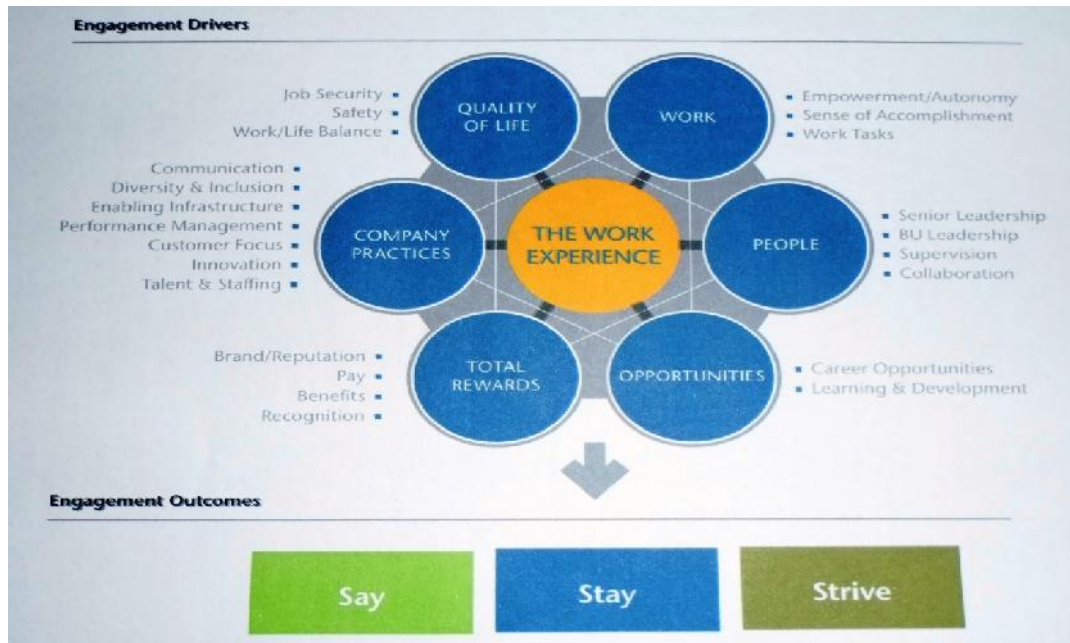 Engagement Drivers
Job Security
Safety
Work/Life Balance
QUALITY
OF LIFE
WORK
Empowerment/Autonomy
Sense of Accomplishment
Work Tasks
Communication
Diversity & Inclusion
Enabling Infrastructure
Performance Management
Customer Focus
Innovation
Talent & Staffing
COMPANY
PRACTICES
THE WORK
EXPERIENCE
PEOPLE
Senior Leadership
BU Leadership
Supervision
Collaboration
Brand/Reputation
Pay
Benefits
Recognition
TOTAL
REWARDS
OPPORTUNITIES
Career Opportunities
Learning & Development
Engagement Outcomes
Say
Stay
Strive